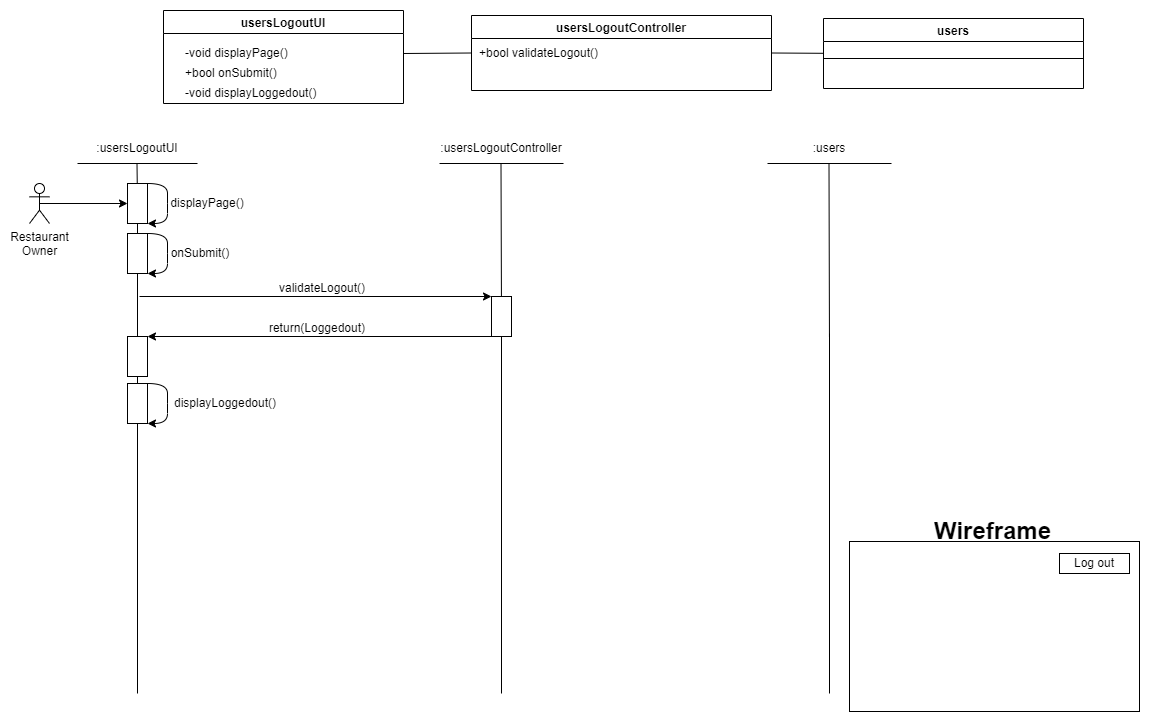 usersLogoutUI
-void displayPage()
+bool onSubmit()
-void displayLoggedout()
usersLogoutController
+bool validateLogout()
users
:usersLogoutUI
:usersLogoutController
:users
Restaurant
Owner
displayPage()
onSubmit()
validateLogout()
return(Loggedout)
displayLoggedout()
Wireframe
Log out